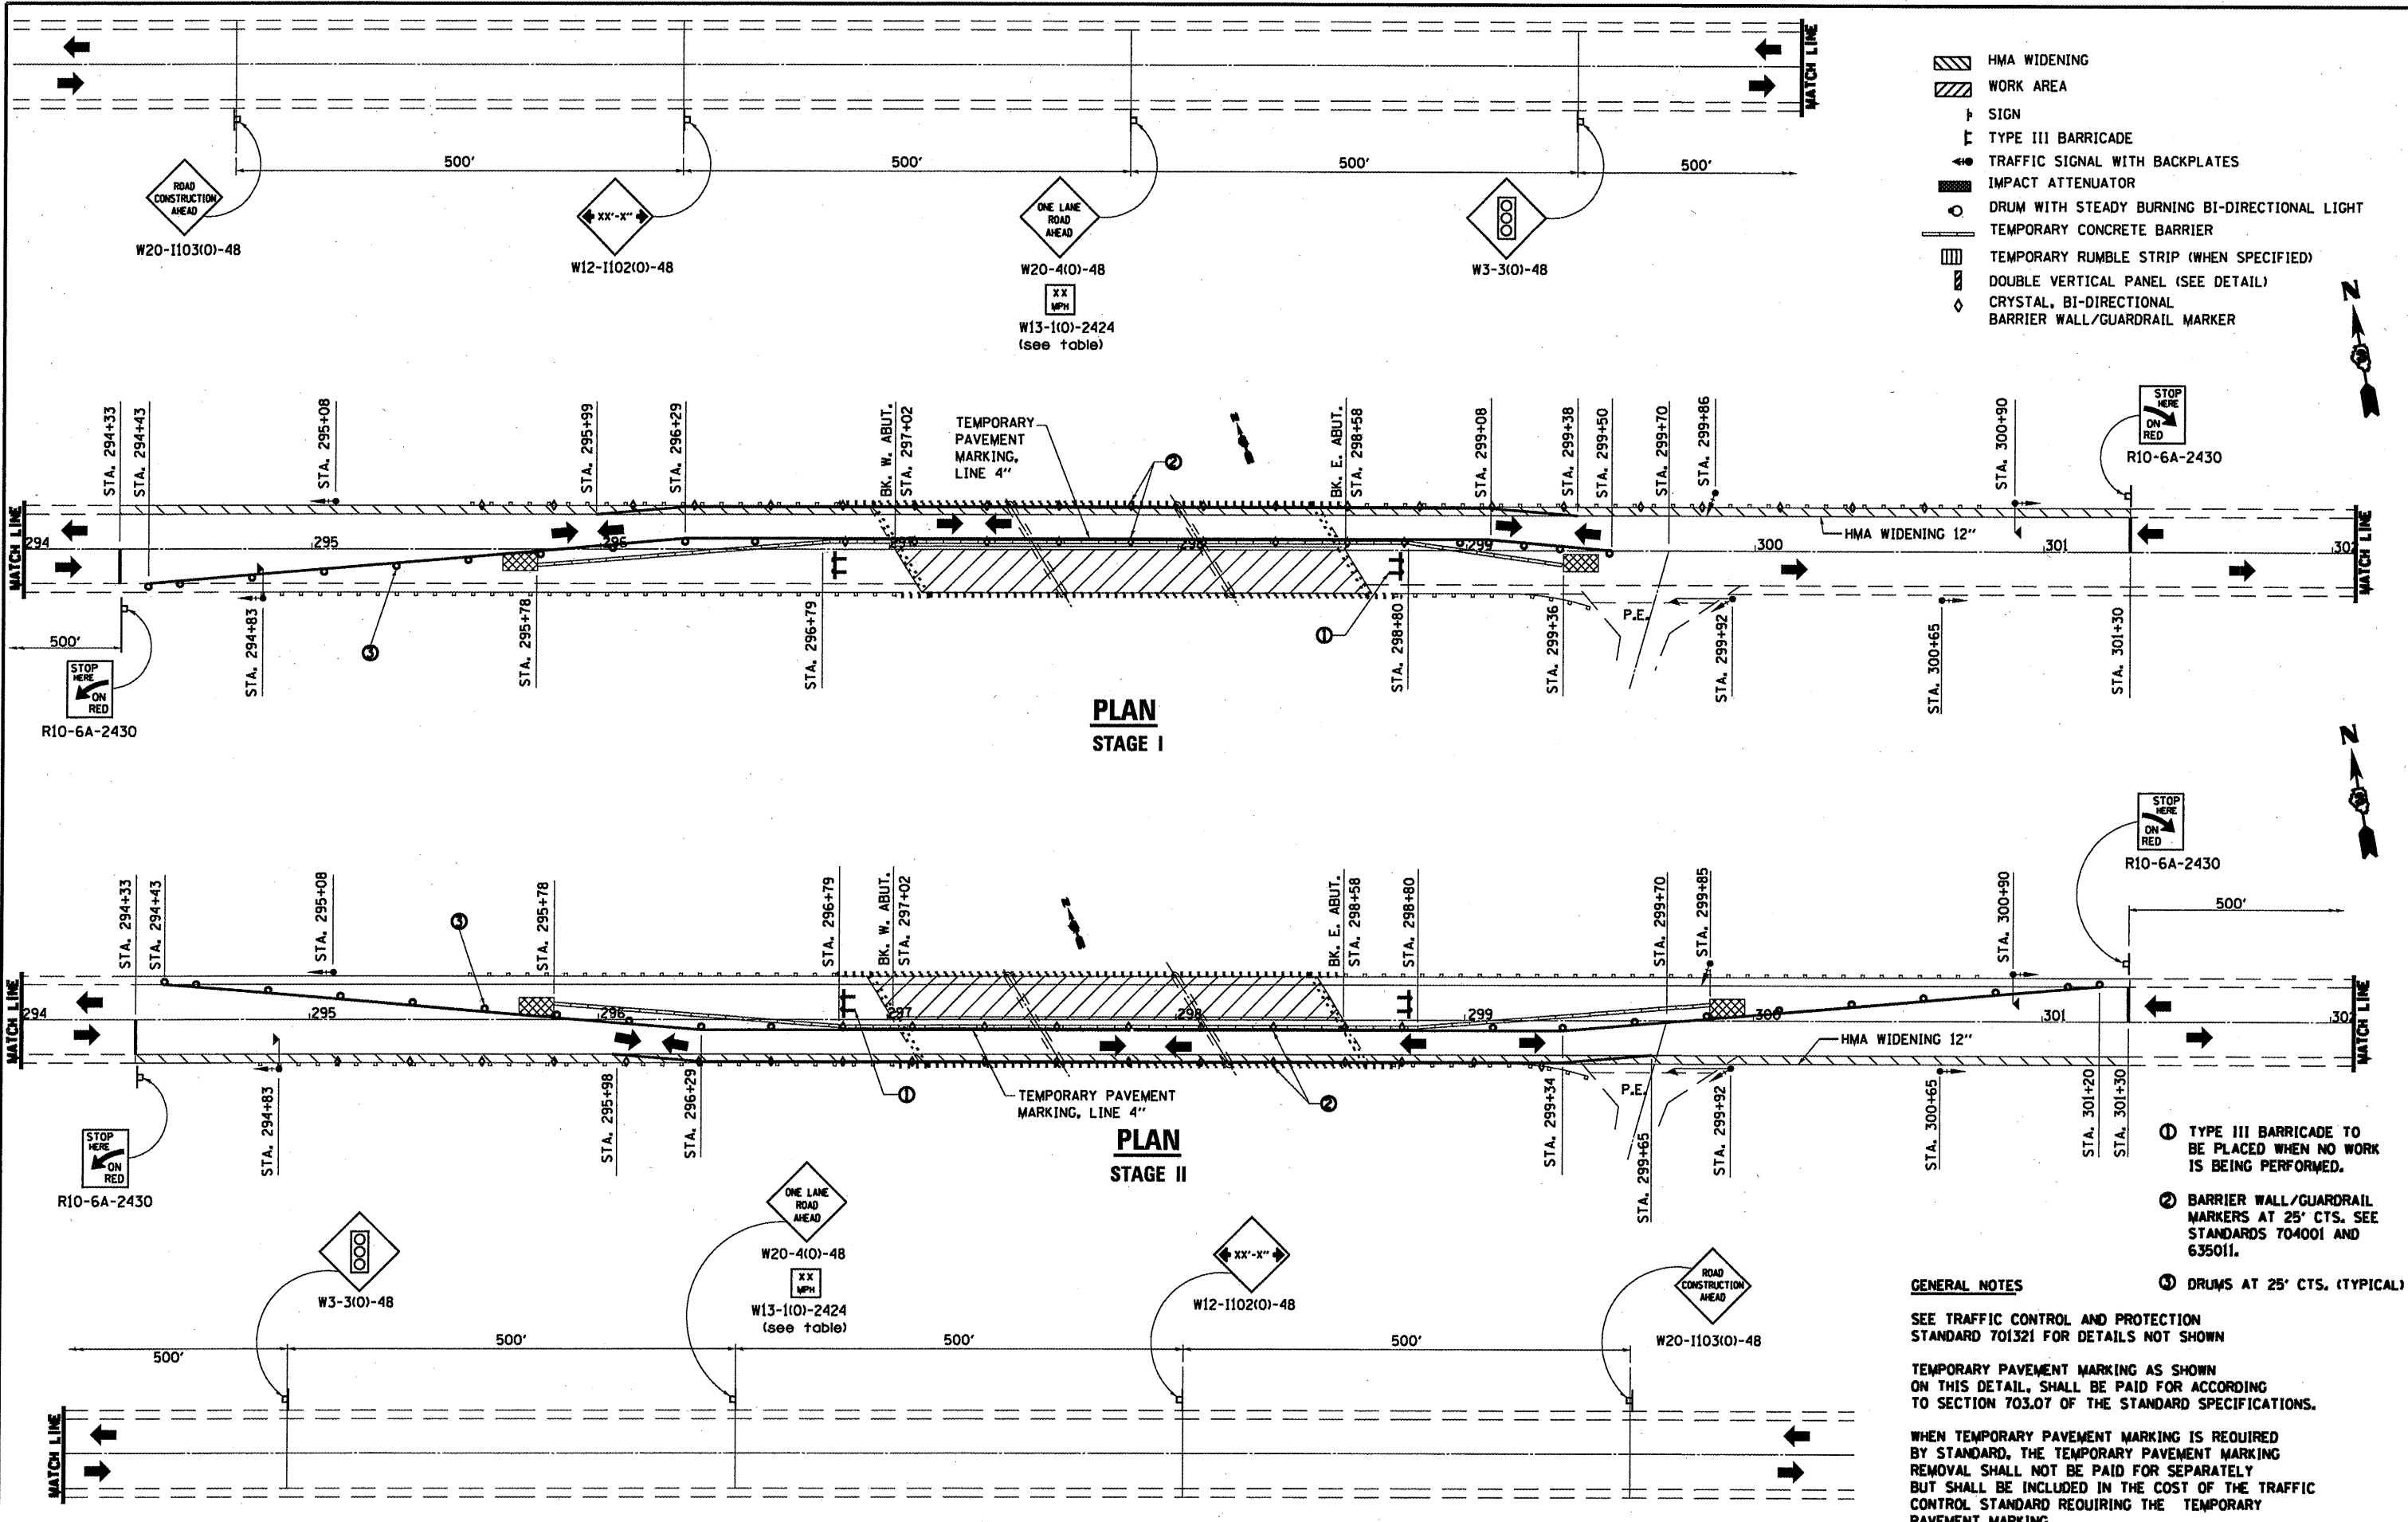 MATCH LINE
500'
500'
500'
500'
ROAD
CONSTRUCTION
AHEAD
W20-I103(O)-48
XX'-X"
W12-I102(O)-48
ONE LANE
ROAD
AHEAD
W20-4(O)-48
XX
MPH
W13-1(O)-2424
(see table)
W3-3(O)-48
HMA WIDENING
WORK AREA
SIGN
TYPE III BARRICADE
TRAFFIC SIGNAL WITH BACKPLATES
IMPACT ATTENUATOR
DRUM WITH STEADY BURNING BI-DIRECTIONAL LIGHT
TEMPORARY CONCRETE BARRIER
TEMPORARY RUMBLE STRIP (WHEN SPECIFIED)
DOUBLE VERTICAL PANEL (SEE DETAIL)
CRYSTAL, BI-DIRECTIONAL
BARRIER WALL/GUARDRAIL MARKER
N
STA. 294+33
STA. 294+43
STA. 295+08
STA. 295+99
STA. 296+29
BK. W. ABUT.
STA. 297+02
TEMPORARY
PAVEMENT
MARKING,
LINE 4"
2
N
BK. E. ABUT.
STA. 298+58
STA. 299+08
STA. 299+38
STA. 299+50
STA. 299+70
STA. 299+86
STA. 300+90
STOP
HERE
ON
RED
R10-6A-2430
MATCH LINE
294
295
296
297
298
299
300
301
302
HMA WIDENING 12"
MATCH LINE
500'
STOP
HERE
ON
RED
R10-6A-2430
STA. 294+83
3
STA. 295+78
STA. 296+79
1
STA. 298+80
STA. 299+36
P.E.
STA. 299+92
STA. 300+65
STA. 301+30
PLAN
STAGE I
N
STA. 294+33
STA. 294+43
STA. 295+08
3
STA. 295+78
STA. 296+79
BK. W. ABUT.
STA. 297+02
N
BK. E. ABUT.
STA. 298+58
STA. 298+80
STA. 299+70
STA. 299+85
STA. 300+90
STOP
HERE
ON
RED
R10-6A-2430
500'
MATCH LINE
294
295
296
297
298
299
300
301
302
HMA WIDENING 12"
MATCH LINE
STOP
HERE
ON
RED
R10-6A-2430
STA. 294+83
STA. 295+98
STA. 296+29
1
TEMPORARY PAVEMENT
MARKING, LINE 4"
2
STA. 299+34
P.E.
STA. 299+65
STA. 299+92
STA. 300+65
STA. 301+20
STA. 301+30
PLAN
STAGE II
1 TYPE III BARRICADE TO
BE PLACED WHEN NO WORK
IS BEING PERFORMED.
2 BARRIER WALL/GUARDRAIL
MARKERS AT 25' CTS. SEE
STANDARDS 704001 AND
635011.
3 DRUMS AT 25' CTS. (TYPICAL)
W3-3(O)-48
ONE LANE
ROAD
AHEAD
W20-4(O)-48
XX
MPH
W13-1(O)-2424
(see table)
XX'-X"
W12-I102(O)-48
ROAD
CONSTRUCTION
AHEAD
W20-I103(O)-48
500'
500'
500'
500'
MATCH LINE
GENERAL NOTES
SEE TRAFFIC CONTROL AND PROTECTION
STANDARD 701321 FOR DETAILS NOT SHOWN
TEMPORARY PAVEMENT MARKING AS SHOWN
ON THIS DETAIL, SHALL BE PAID FOR ACCORDING
TO SECTION 703.07 OF THE STANDARD SPECIFICATIONS.
WHEN TEMPORARY PAVEMENT MARKING IS REQUIRED
BY STANDARD, THE TEMPORARY PAVEMENT MARKING
REMOVAL SHALL NOT BE PAID FOR SEPARATELY
BUT SHALL BE INCLUDED IN THE COST OF THE TRAFFIC
CONTROL STANDARD REQUIRING THE TEMPORARY
PAVEMENT MARKING